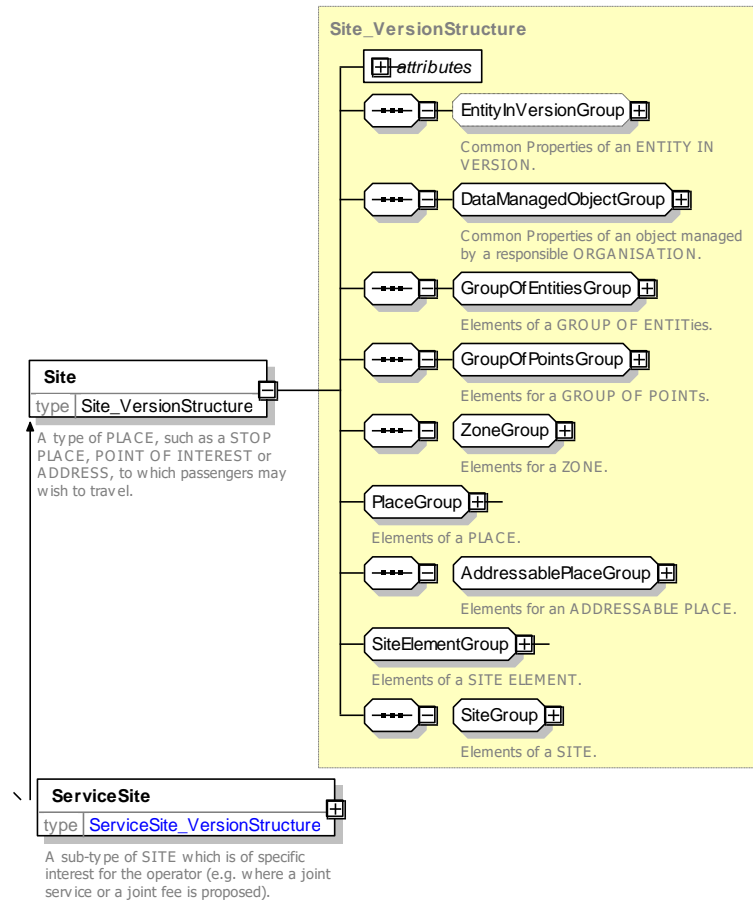 Site_VersionStructure
attributes
EntityInVersionGroup
Common Properties of an ENTITY IN
VERSION.
DataManagedObjectGroup
Common Properties of an object managed
by a responsible ORGANISATION.
GroupOfEntitiesGroup
Elements of a GROUP OF ENTITies.
GroupOfPointsGroup
Elements for a GROUP OF POINTs.
ZoneGroup
Elements for a ZONE.
PlaceGroup
Elements of a PLACE.
AddressablePlaceGroup
Elements for an ADDRESSABLE PLACE.
SiteElementGroup
Elements of a SITE ELEMENT.
SiteGroup
Elements of a SITE.
Site
type Site_VersionStructure
A type of PLACE, such as a STOP
PLACE, POINT OF INTEREST or
ADDRESS, to which passengers may
wish to travel.
ServiceSite
type ServiceSite_VersionStructure
A sub-type of SITE which is of specific
interest for the operator (e.g. where a joint
service or a joint fee is proposed).